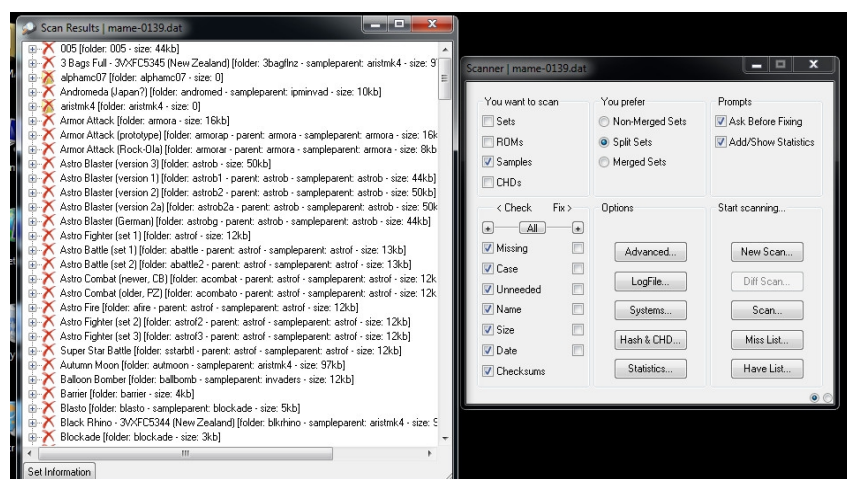 Scan Results | mame-0139.dat
005 [folder: 005 - size: 44kb]
3 Bags Full - 3VXFC5345 (New Zealand) [folder: 3bagflnz - sampleparent: aristmk4 - size: 9
alphamc07 [folder: alphamc07 - size: 0]
Andromeda (Japan?) [folder: andromed - sampleparent: ipminvad - size: 10kb]
aristmk4 [folder: aristmk4 - size: 0]
Armor Attack [folder: armora - size: 16kb]
Armor Attack (prototype) [folder: armorap - parent: armora - sampleparent: armora - size: 16k
Armor Attack (Rock-Ola) [folder: armorar - parent: armora - sampleparent: armora - size: 8kb
Astro Blaster (version 3) [folder: astrob - size: 50kb]
Astro Blaster (version 1) [folder: astrob1 - parent: astrob - sampleparent: astrob - size: 44kb]
Astro Blaster (version 2) [folder: astrob2 - parent: astrob - sampleparent: astrob - size: 50kb]
Astro Blaster (version 2a) [folder: astrob2a - parent: astrob - sampleparent: astrob - size: 50k
Astro Blaster (German) [folder: astrobg - parent: astrob - sampleparent: astrob - size: 44kb]
Astro Fighter (set 1) [folder: astrof - size: 12kb]
Astro Battle (set 1) [folder: abattle - parent: astrof - sampleparent: astrof - size: 13kb]
Astro Battle (set 2) [folder: abattle2 - parent: astrof - sampleparent: astrof - size: 13kb]
Astro Combat (newer, CB) [folder: acombat - parent: astrof - sampleparent: astrof - size: 12k
Astro Combat (older, PZ) [folder: acombato - parent: astrof - sampleparent: astrof - size: 12k
Astro Fire [folder: afire - parent: astrof - sampleparent: astrof - size: 12kb]
Astro Fighter (set 2) [folder: astrof2 - parent: astrof - sampleparent: astrof - size: 12kb]
Astro Fighter (set 3) [folder: astrof3 - parent: astrof - sampleparent: astrof - size: 12kb]
Super Star Battle [folder: sstarbtl - parent: astrof - sampleparent: astrof - size: 12kb]
Autumn Moon [folder: autmoon - sampleparent: aristmk4 - size: 97kb]
Balloon Bomber [folder: ballbomb - sampleparent: invaders - size: 12kb]
Barrier [folder: barrier - size: 4kb]
Blasto [folder: blasto - sampleparent: blockade - size: 5kb]
Black Rhino - 3VXFC5344 (New Zealand) [folder: blkrhino - sampleparent: aristmk4 - size: 9
Blockade [folder: blockade - size: 3kb]
Set Information
Scanner | mame-0139.dat
You want to scan
Sets
ROMs
Samples
CHDs
You prefer
Non-Merged Sets
Split Sets
Merged Sets
Prompts
Ask Before Fixing
Add/Show Statistics
< Check Fix >
All
Missing
Case
Unneeded
Name
Size
Date
Checksums
Options
Advanced...
LogFile...
Systems...
Hash & CHD...
Statistics...
Start scanning...
New Scan...
Diff Scan...
Scan...
Miss List...
Have List...